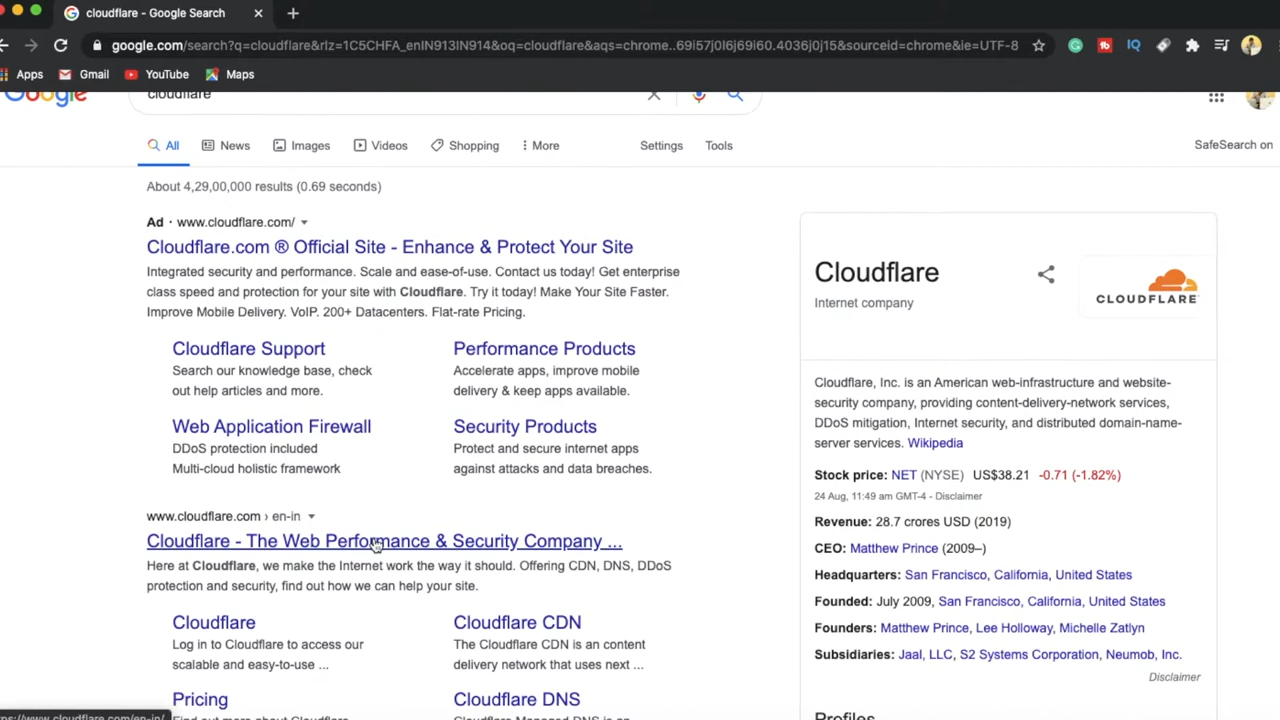 cloudflare - Google Search
google.com/search?q=cloudflare&rlz=1C5CHFA_enIN913IN914&oq=cloudflare&aqs=chrome..69i57j0l6j69i60.4036j0j15&sourceid=chrome&ie=UTF-8
Apps Gmail YouTube Maps
Google cloudflare
All News Images Videos Shopping More Settings Tools SafeSearch on
About 4,29,00,000 results (0.69 seconds)
Ad · www.cloudflare.com/
Cloudflare.com ® Official Site - Enhance & Protect Your Site
Integrated security and performance. Scale and ease-of-use. Contact us today! Get enterprise
class speed and protection for your site with Cloudflare. Try it today! Make Your Site Faster.
Improve Mobile Delivery. VoIP. 200+ Datacenters. Flat-rate Pricing.
Cloudflare Support
Search our knowledge base, check
out help articles and more.
Performance Products
Accelerate apps, improve mobile
delivery & keep apps available.
Web Application Firewall
DDoS protection included
Multi-cloud holistic framework
Security Products
Protect and secure internet apps
against attacks and data breaches.
www.cloudflare.com › en-in
Cloudflare - The Web Performance & Security Company ...
Here at Cloudflare, we make the Internet work the way it should. Offering CDN, DNS, DDoS
protection and security, find out how we can help your site.
Cloudflare
Log in to Cloudflare to access our
scalable and easy-to-use ...
Cloudflare CDN
The Cloudflare CDN is an content
delivery network that uses next ...
Pricing
Find out more about Cloudflare
Cloudflare DNS
Cloudflare Managed DNS is an
Cloudflare
Internet company
CLOUDFLARE
Cloudflare, Inc. is an American web-infrastructure and website-
security company, providing content-delivery-network services,
DDoS mitigation, Internet security, and distributed domain-name-
server services. Wikipedia
Stock price: NET (NYSE) US$38.21 -0.71 (-1.82%)
24 Aug, 11:49 am GMT-4 - Disclaimer
Revenue: 28.7 crores USD (2019)
CEO: Matthew Prince (2009–)
Headquarters: San Francisco, California, United States
Founded: July 2009, San Francisco, California, United States
Founders: Matthew Prince, Lee Holloway, Michelle Zatlyn
Subsidiaries: Jaal, LLC, S2 Systems Corporation, Neumob, Inc.
Disclaimer
Profiles
ps://www.cloudflare.com/en-in/